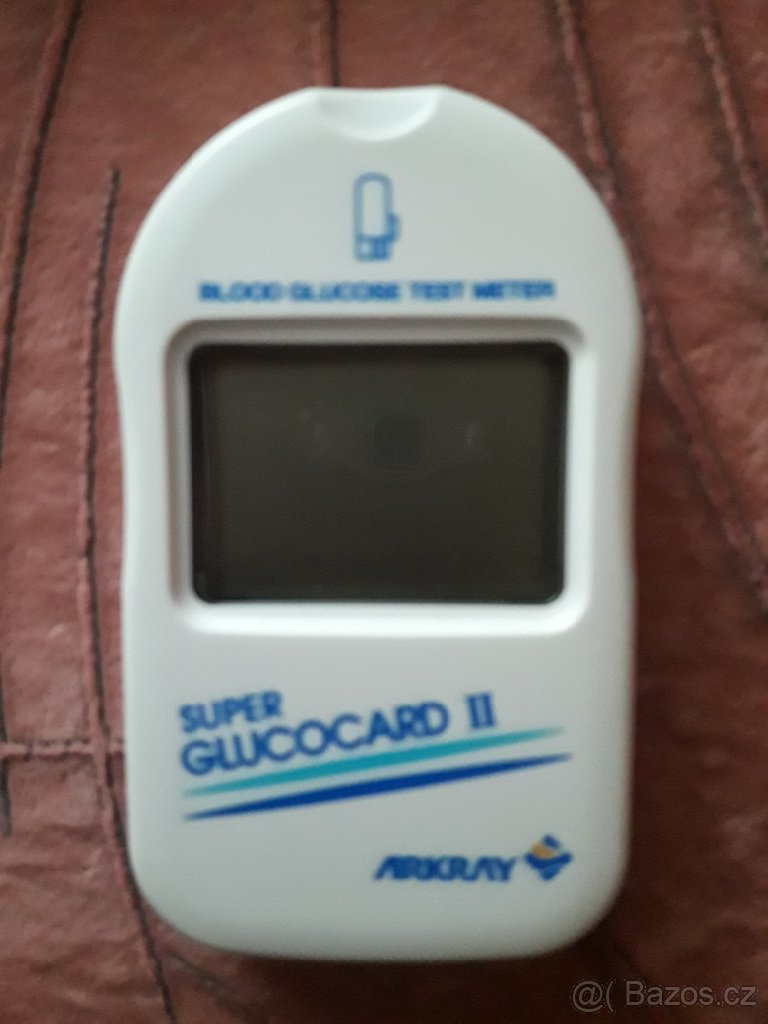 BLOOD GLUCOSE TEST METER
SUPER
GLUCOCARD II
ARKRAY
@( Bazos.cz